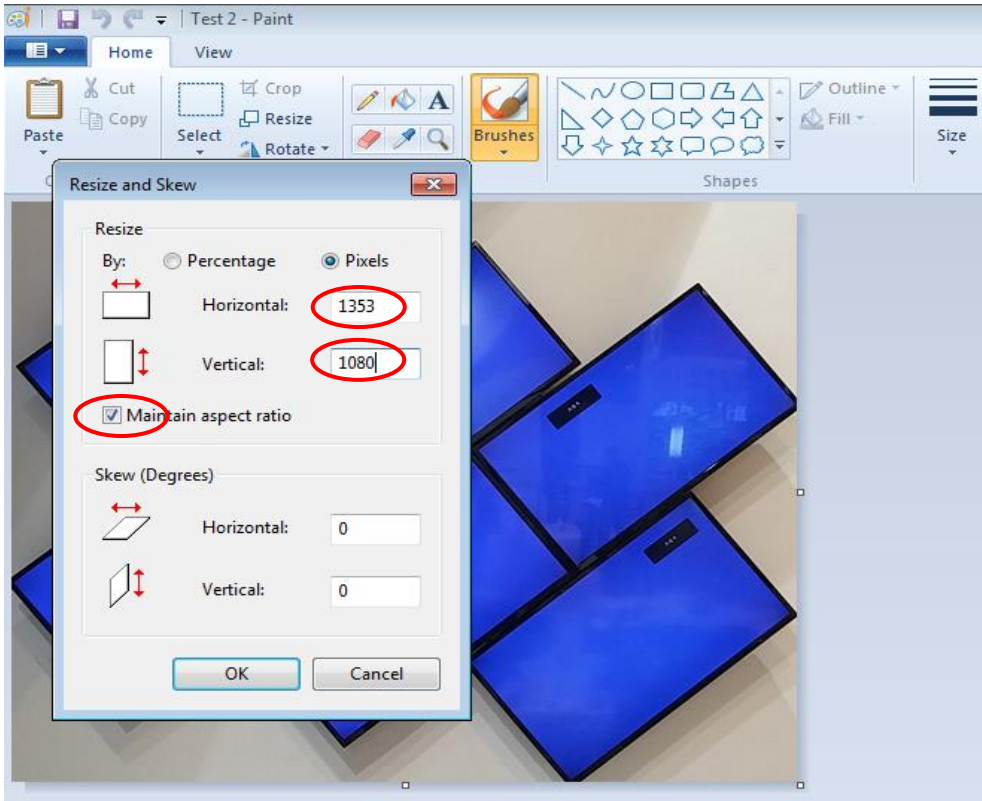 Test 2 - Paint
Home View
Cut
Copy
Paste
Select
Crop
Resize
Rotate
A
Brushes
Shapes
Outline
Fill
Size
Resize and Skew
Resize
By: Percentage Pixels
Horizontal: 1353
Vertical: 1080
Maintain aspect ratio
Skew (Degrees)
Horizontal: 0
Vertical: 0
OK Cancel